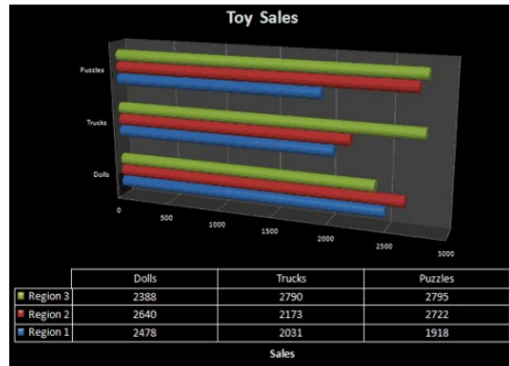 Toy Sales
Puzzles
Trucks
Dolls
0 500 1000 1500 2000 2500 3000
Dolls Trucks Puzzles
Region 3 2388 2790 2795
Region 2 2640 2173 2722
Region 1 2478 2031 1918
Sales